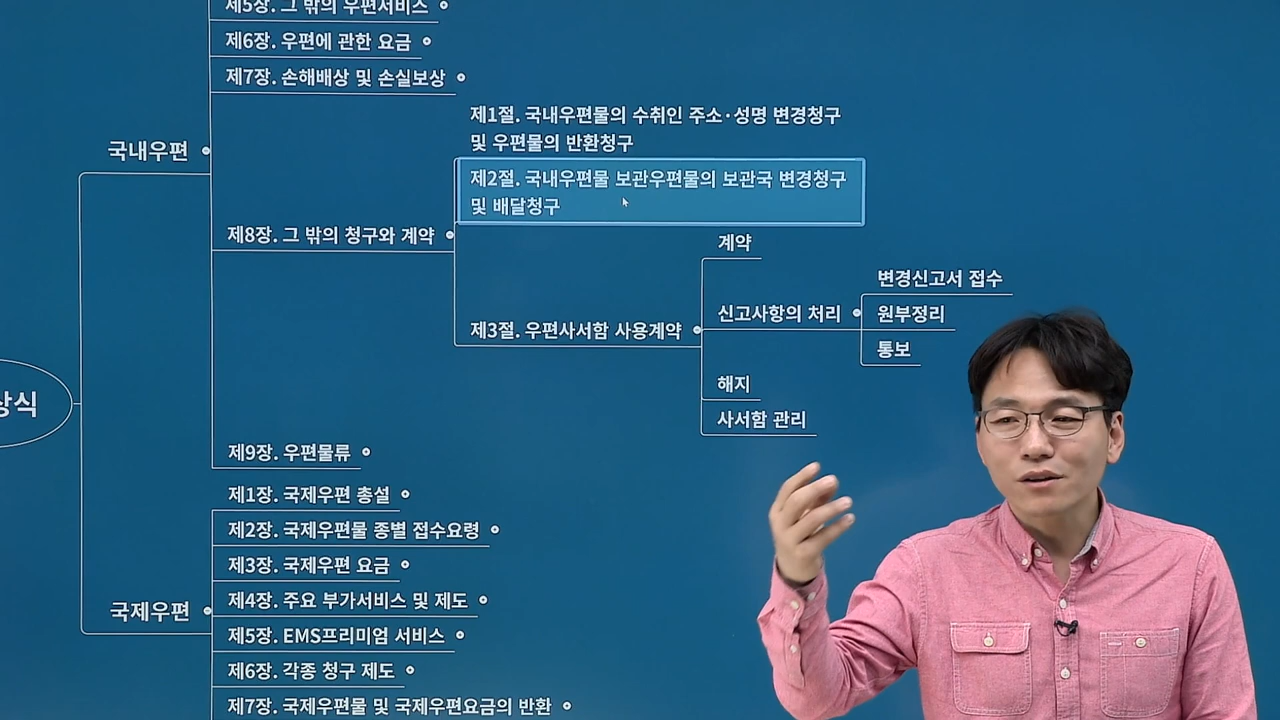 제5장. 그 밖의 우편서비스
제6장. 우편에 관한 요금
제7장. 손해배상 및 손실보상
국내우편
제1절. 국내우편물의 수취인 주소·성명 변경청구
및 우편물의 반환청구
제2절. 국내우편물 보관우편물의 보관국 변경청구
및 배달청구
제8장. 그 밖의 청구와 계약
계약
변경신고서 접수
신고사항의 처리
원부정리
제3절. 우편사서함 사용계약
통보
해지
상식
사서함 관리
제9장. 우편물류
제1장. 국제우편 총설
제2장. 국제우편물 종별 접수요령
제3장. 국제우편 요금
제4장. 주요 부가서비스 및 제도
국제우편
제5장. EMS프리미엄 서비스
제6장. 각종 청구 제도
제7장. 국제우편물 및 국제우편요금의 반환